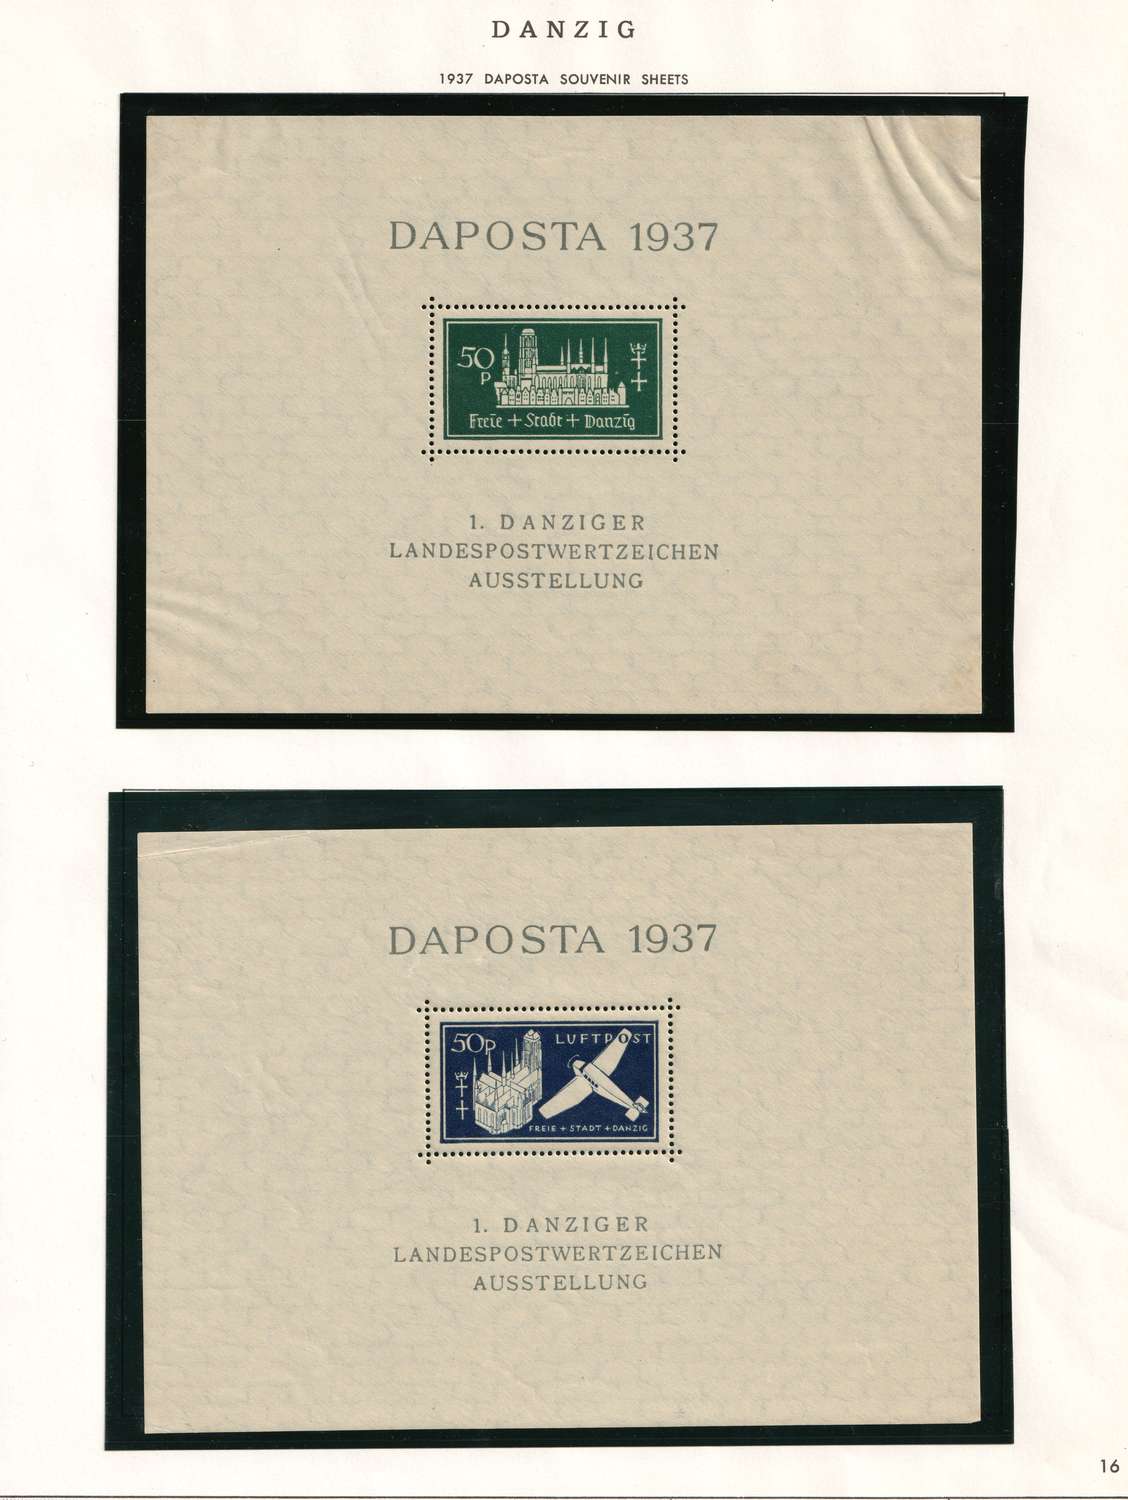 DANZIG
1937 DAPOSTA SOUVENIR SHEETS
DAPOSTA 1937
50
p
Freie + Stadt + Danzig
1. DANZIGER
LANDESPOSTWERTZEICHEN
AUSSTELLUNG
DAPOSTA 1937
50p LUFTPOST
FREIE + STADT + DANZIG
1. DANZIGER
LANDESPOSTWERTZEICHEN
AUSSTELLUNG
16